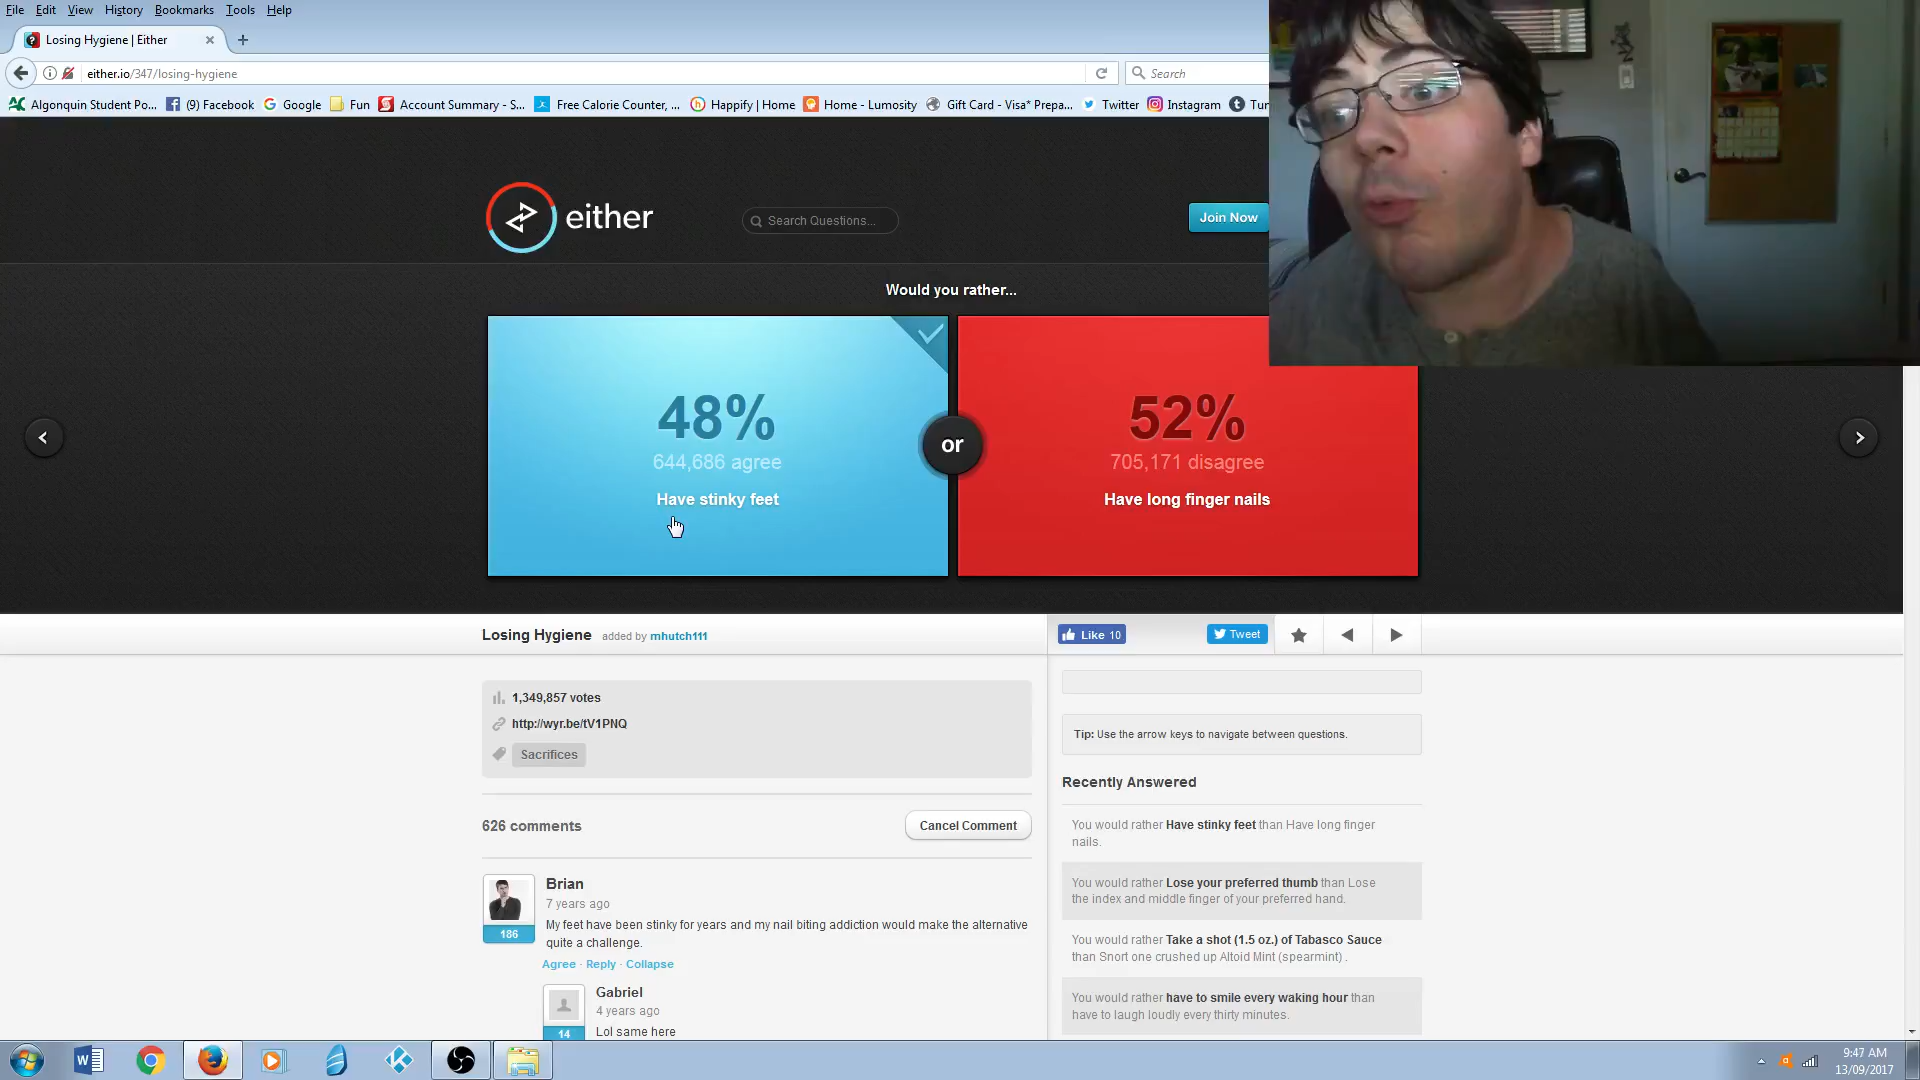 File Edit View History Bookmarks Tools Help
Losing Hygiene | Either
either.io/347/losing-hygiene
Search
Algonquin Student Po... (9) Facebook Google Fun Account Summary - S... Free Calorie Counter, ... Happify | Home Home - Lumosity Gift Card - Visa* Prepa... Twitter Instagram Tun
either
Search Questions...
Join Now
Would you rather...
48%
644,686 agree
Have stinky feet
or
52%
705,171 disagree
Have long finger nails
Losing Hygiene added by mhutch111
Like 10
Tweet
1,349,857 votes
http://wyr.be/tV1PNQ
Sacrifices
626 comments
Cancel Comment
Brian
7 years ago
186
My feet have been stinky for years and my nail biting addiction would make the alternative
quite a challenge.
Agree · Reply · Collapse
Gabriel
4 years ago
14
Lol same here
Tip: Use the arrow keys to navigate between questions.
Recently Answered
You would rather Have stinky feet than Have long finger
nails.
You would rather Lose your preferred thumb than Lose
the index and middle finger of your preferred hand.
You would rather Take a shot (1.5 oz.) of Tabasco Sauce
than Snort one crushed up Altoid Mint (spearmint) .
You would rather have to smile every waking hour than
have to laugh loudly every thirty minutes.
9:47 AM
13/09/2017